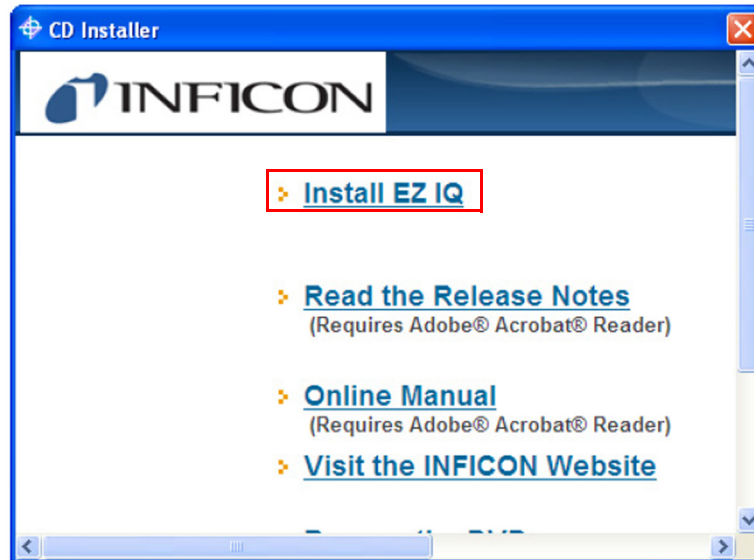 CD Installer
INFICON
Install EZ IQ
Read the Release Notes
(Requires Adobe® Acrobat® Reader)
Online Manual
(Requires Adobe® Acrobat® Reader)
Visit the INFICON Website